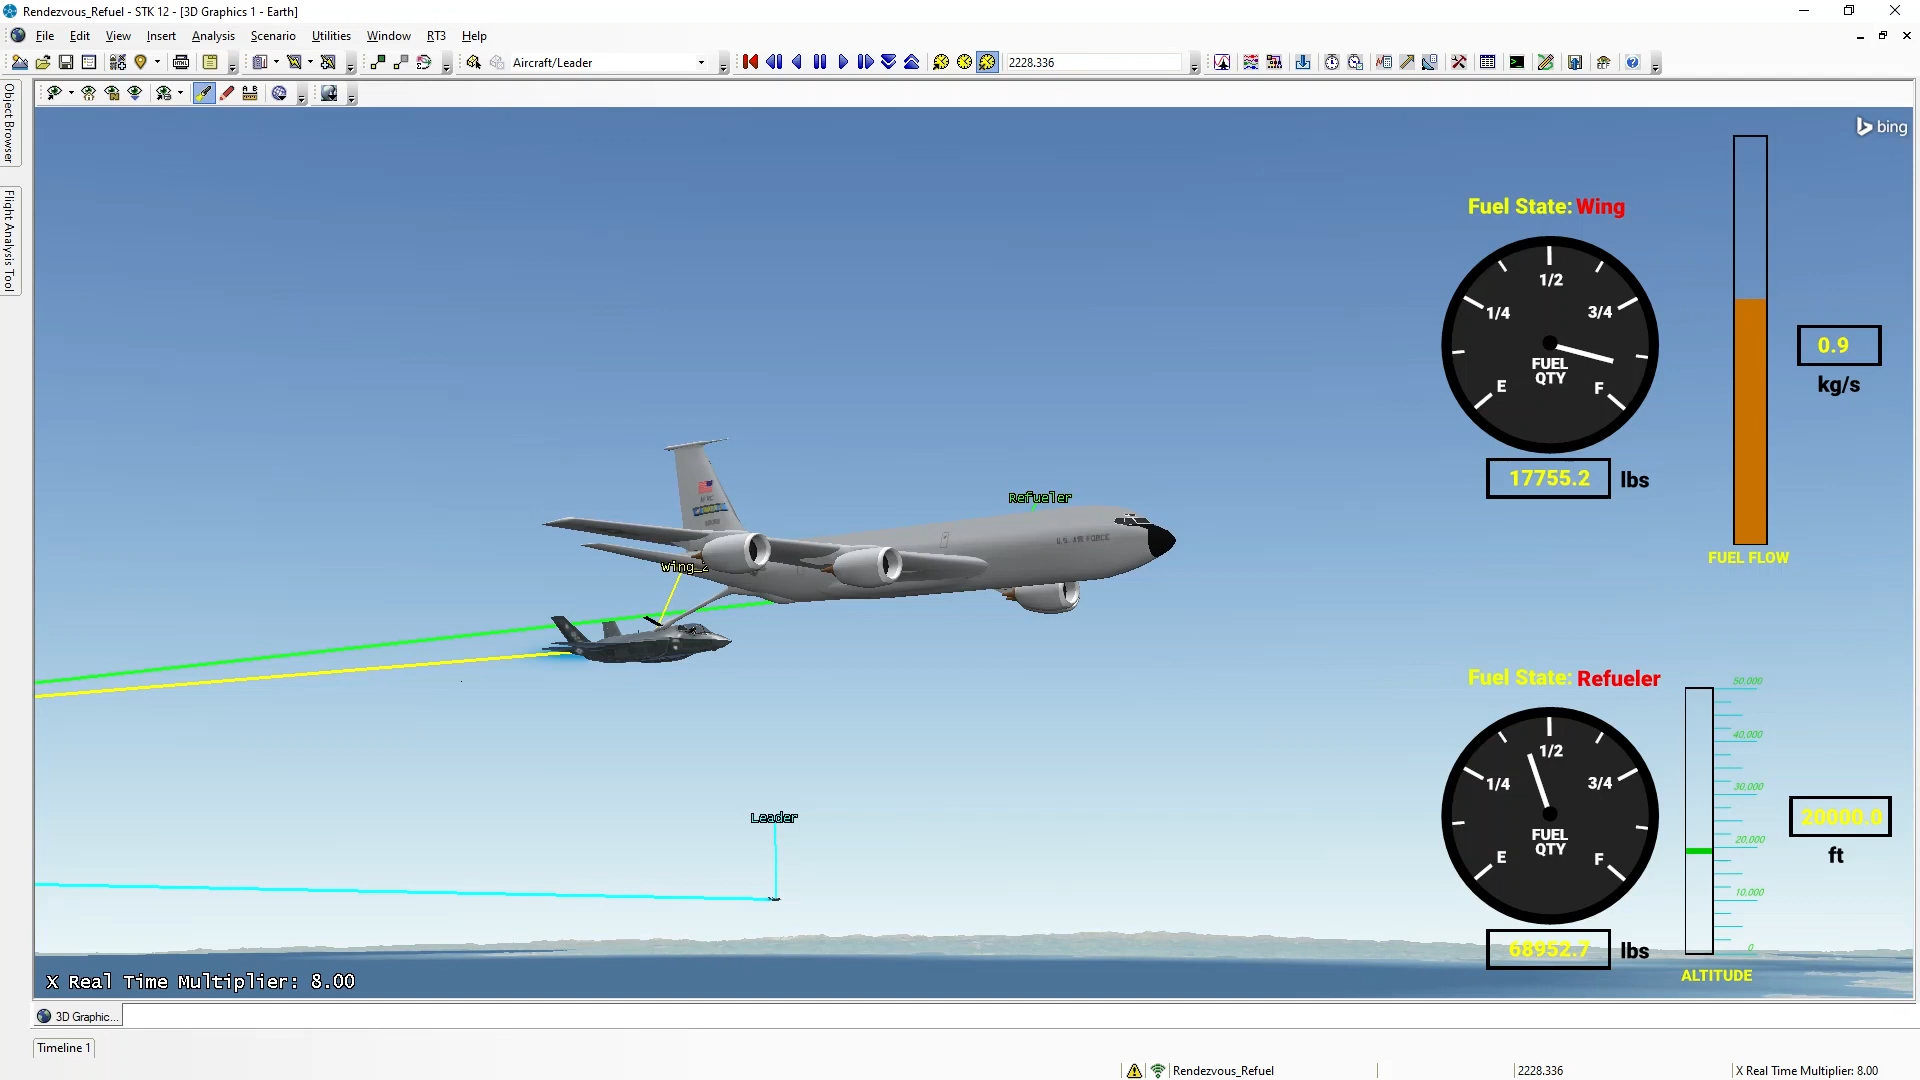 Rendezvous_Refuel - STK 12 - [3D Graphics 1 - Earth]
File Edit View Insert Analysis Scenario Utilities Window RT3 Help
Aircraft/Leader
2228.336
Object Browser
Flight Analysis Tool
bing
Fuel State: Wing
1/2
1/4 3/4
FUEL
QTY
E F
17755.2 lbs
0.9
kg/s
FUEL FLOW
Refueler
U.S. AIR FORCE
wing_2
Leader
Fuel State: Refueler
1/2
1/4 3/4
FUEL
QTY
E F
68952.7 lbs
50,000
40,000
30,000
20,000
10,000
0
20000.0
ft
ALTITUDE
X Real Time Multiplier: 8.00
3D Graphic...
Timeline 1
Rendezvous_Refuel
2228.336
X Real Time Multiplier: 8.00